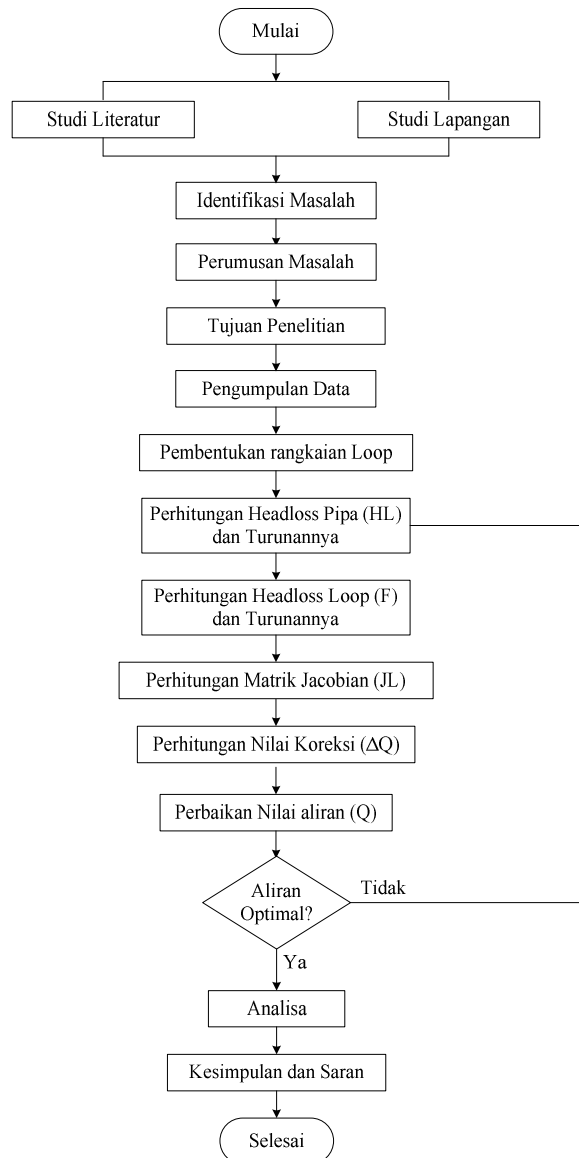 Mulai
Studi Literatur
Studi Lapangan
Identifikasi Masalah
Perumusan Masalah
Tujuan Penelitian
Pengumpulan Data
Pembentukan rangkaian Loop
Perhitungan Headloss Pipa (HL)
dan Turunannya
Perhitungan Headloss Loop (F)
dan Turunannya
Perhitungan Matrik Jacobian (JL)
Perhitungan Nilai Koreksi (ΔQ)
Perbaikan Nilai aliran (Q)
Aliran
Optimal?
Tidak
Ya
Analisa
Kesimpulan dan Saran
Selesai